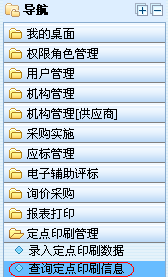 导航
我的桌面
权限角色管理
用户管理
机构管理
机构管理[供应商]
采购实施
应标管理
电子辅助评标
询价采购
报表打印
定点印刷管理
录入定点印刷数据
查询定点印刷信息